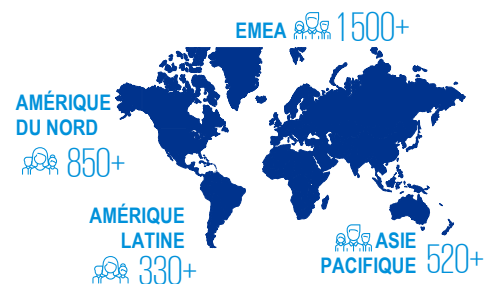 EMEA 1500+
AMÉRIQUE
DU NORD
850+
AMÉRIQUE
LATINE
330+
ASIE
PACIFIQUE 520+